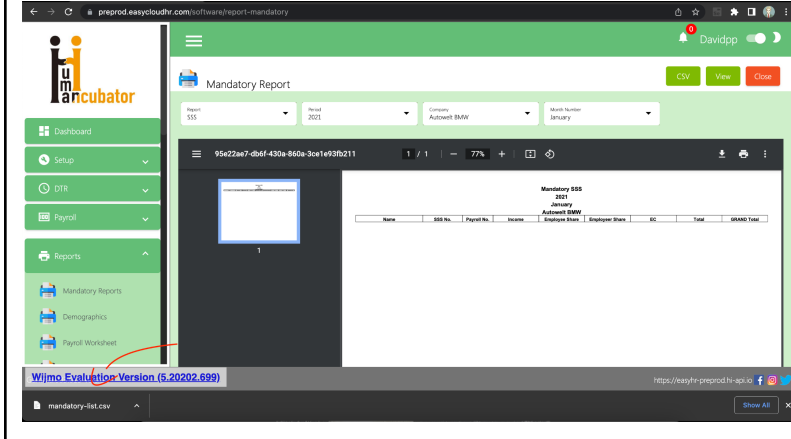 preprod.easycloudhr.com/software/report-mandatory
0
Davidpp
Human
ancubator
Mandatory Report
CSV
View
Close
Report
SSS
Period
2021
Company
Autowelt BMW
Month Number
January
Dashboard
Setup
DTR
Payroll
Reports
Mandatory Reports
Demographics
Payroll Worksheet
95e22ae7-db6f-430a-860a-3ce1e93fb211
1 / 1
77%
1
Mandatory SSS
2021
January
Autowelt BMW
Name SSS No. Payroll No. Income Employee Share Employeer Share EC Total GRAND Total
Wijmo Evaluation Version (5.20202.699)
https://easyhr-preprod.hi-api.io
mandatory-list.csv
Show All